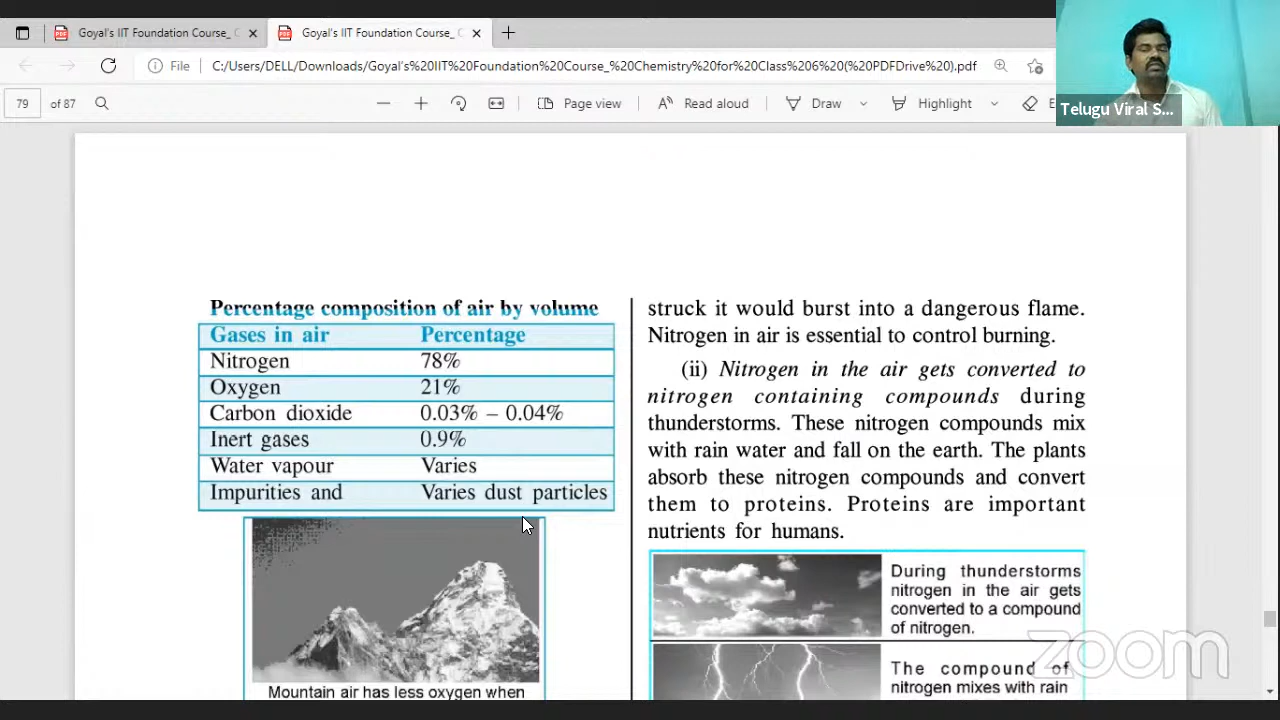 Goyal's IIT Foundation Course_ C
Goyal's IIT Foundation Course_ C
File
C:/Users/DELL/Downloads/Goyal's%20IIT%20Foundation%20Course_%20Chemistry%20for%20Class%206%20(%20PDFDrive%20).pdf
79 of 87
Page view
Read aloud
Draw
Highlight
Telugu Viral S...
Percentage composition of air by volume
Gases in air Percentage
Nitrogen 78%
Oxygen 21%
Carbon dioxide 0.03% – 0.04%
Inert gases 0.9%
Water vapour Varies
Impurities and Varies dust particles
Mountain air has less oxygen when
struck it would burst into a dangerous flame.
Nitrogen in air is essential to control burning.
(ii) Nitrogen in the air gets converted to
nitrogen containing compounds during
thunderstorms. These nitrogen compounds mix
with rain water and fall on the earth. The plants
absorb these nitrogen compounds and convert
them to proteins. Proteins are important
nutrients for humans.
During thunderstorms
nitrogen in the air gets
converted to a compound
of nitrogen.
The compound of
nitrogen mixes with rain
zoom